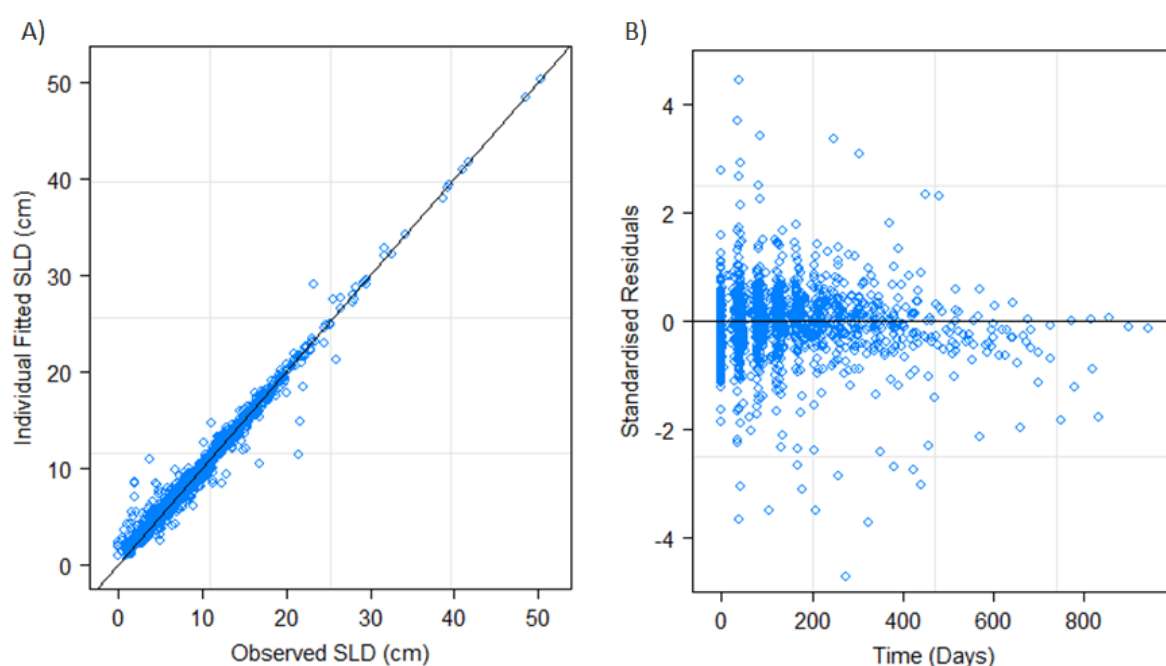 A)
B)
50
40
30
20
10
0
0 10 20 30 40 50
Individual Fitted SLD (cm)
Observed SLD (cm)
4
2
0
-2
-4
0 200 400 600 800
Standardised Residuals
Time (Days)